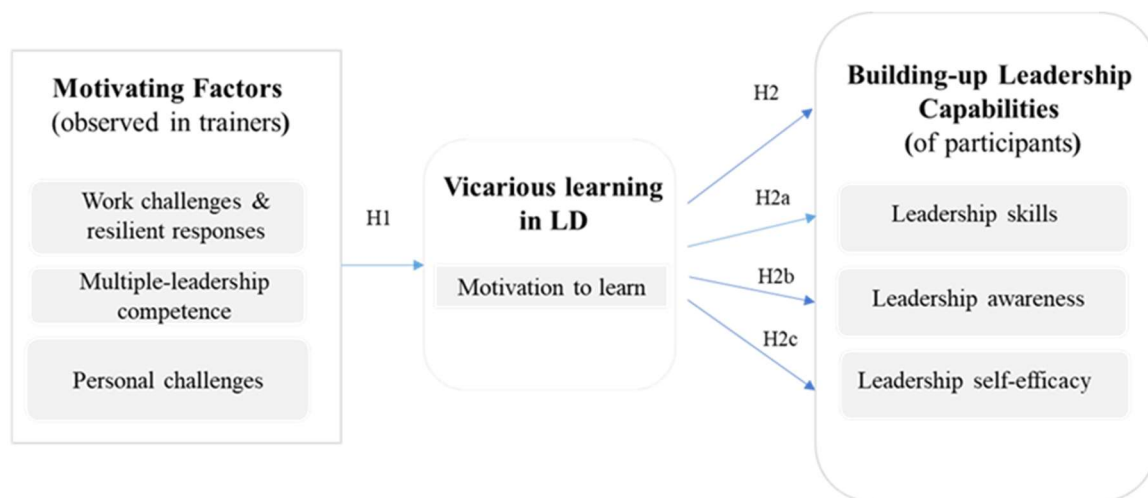 Motivating Factors
(observed in trainers)
Work challenges &
resilient responses
Multiple-leadership
competence
Personal challenges
H1
Vicarious learning
in LD
Motivation to learn
H2
H2a
H2b
H2c
Building-up Leadership
Capabilities
(of participants)
Leadership skills
Leadership awareness
Leadership self-efficacy